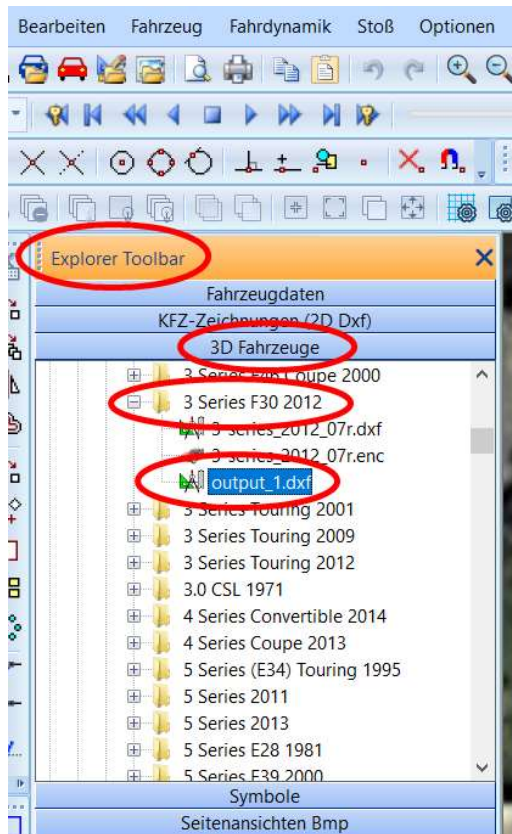 Bearbeiten Fahrzeug Fahrdynamik Stoß Optionen
Explorer Toolbar
Fahrzeugdaten
KFZ-Zeichnungen (2D Dxf)
3D Fahrzeuge
3 Series E46 Coupe 2000
3 Series F30 2012
3-series_2012_07r.dxf
3-series_2012_07r.enc
output_1.dxf
3 Series Touring 2001
3 Series Touring 2009
3 Series Touring 2012
3.0 CSL 1971
4 Series Convertible 2014
4 Series Coupe 2013
5 Series (E34) Touring 1995
5 Series 2011
5 Series 2013
5 Series E28 1981
5 Series E39 2000
Symbole
Seitenansichten Bmp